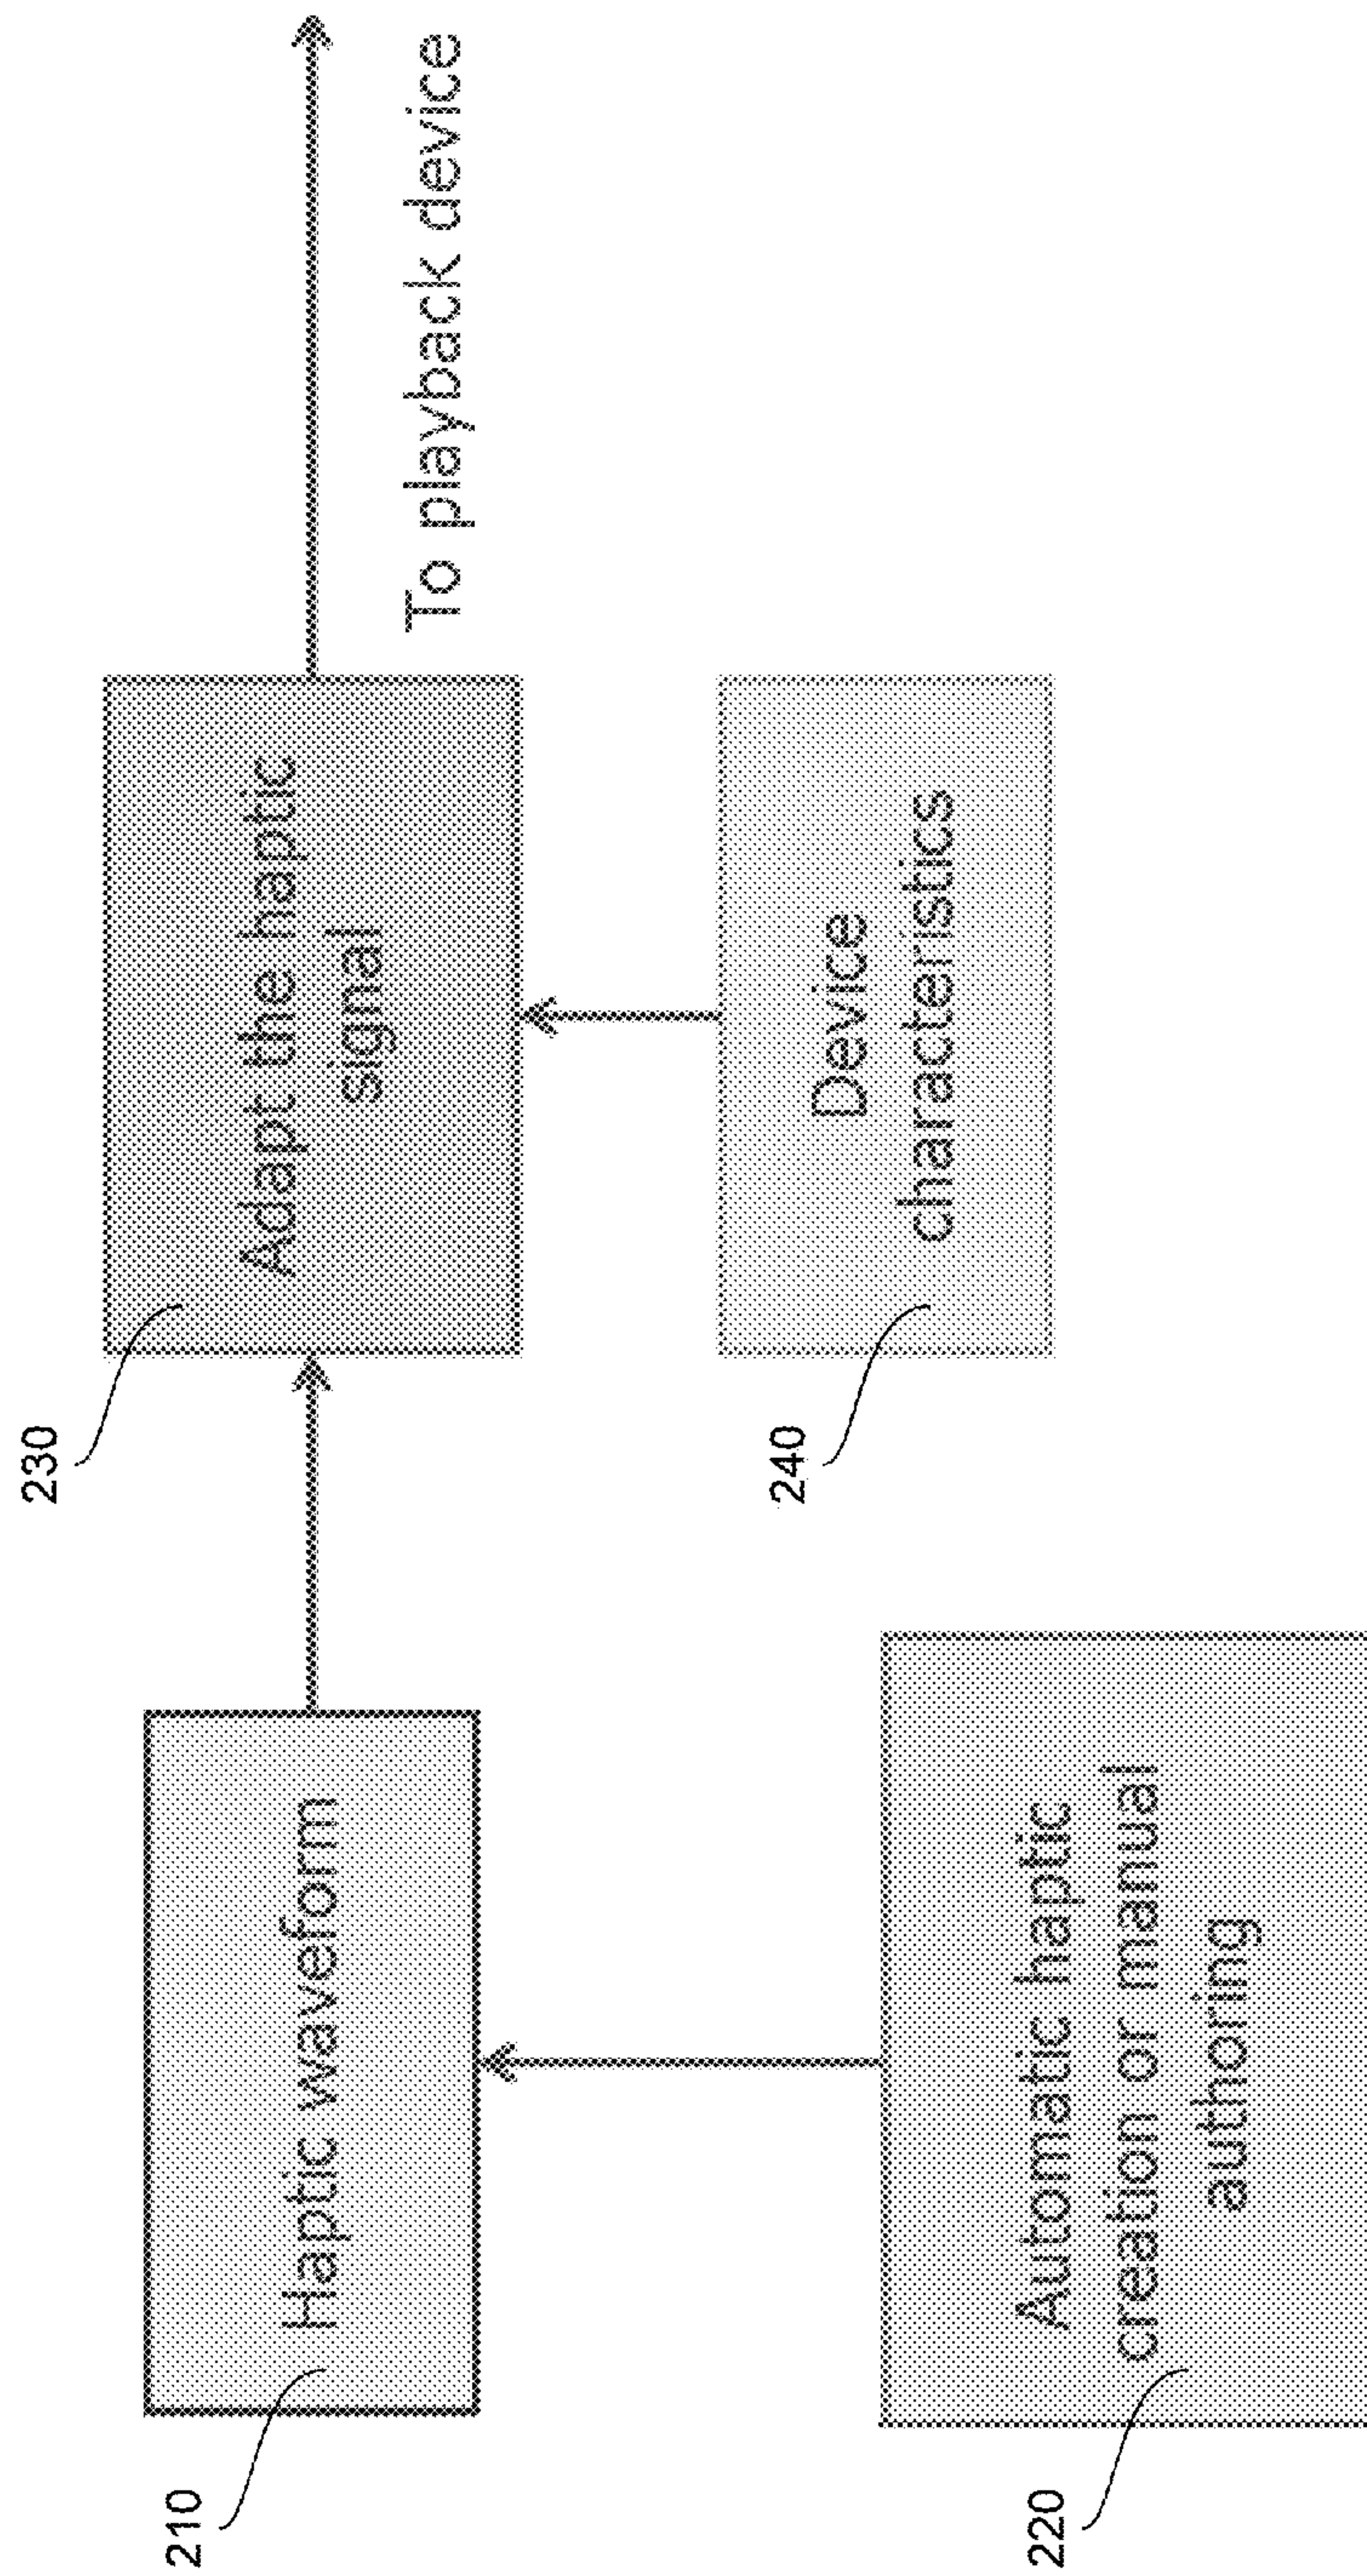 210
Haptic waveform
230
Adapt the haptic
signal
To playback device
220
Automatic haptic
creation or manual
authoring
240
Device
characteristics